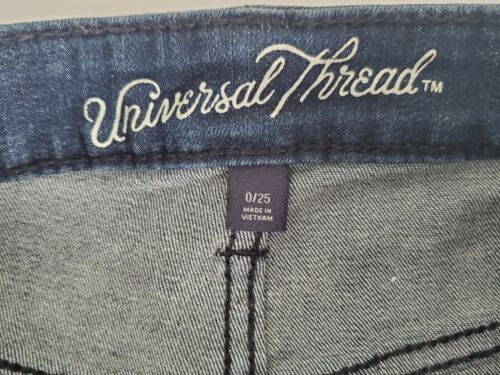 Universal Thread™
0/25
MADE IN
VIETNAM